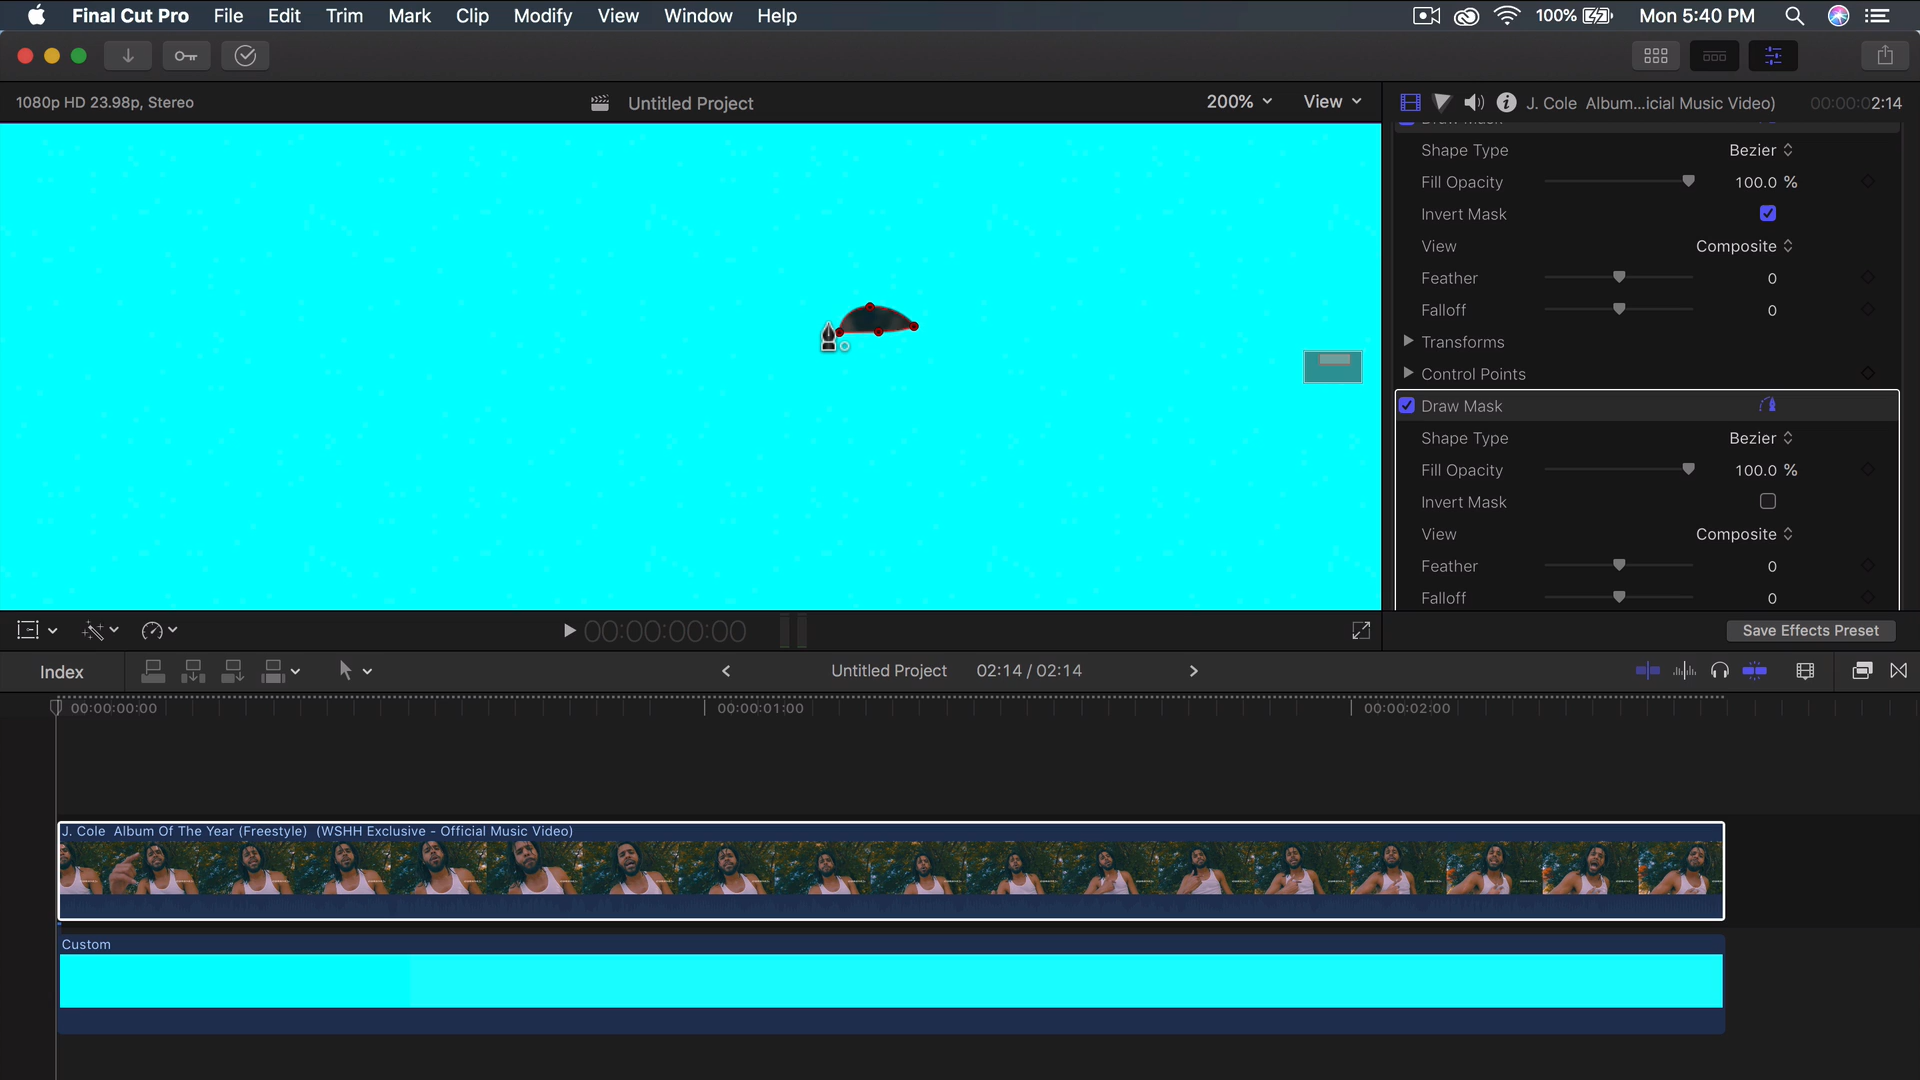 Final Cut Pro File Edit Trim Mark Clip Modify View Window Help 100% Mon 5:40 PM
1080p HD 23.98p, Stereo
Untitled Project
200% View
J. Cole Album...icial Music Video) 00:00:02:14
Shape Type Bezier
Fill Opacity 100.0 %
Invert Mask
View Composite
Feather 0
Falloff 0
Transforms
Control Points
Draw Mask
Shape Type Bezier
Fill Opacity 100.0 %
Invert Mask
View Composite
Feather 0
Falloff 0
00:00:00:00
Save Effects Preset
Index
Untitled Project 02:14 / 02:14
00:00:00:00 00:00:01:00 00:00:02:00
J. Cole Album Of The Year (Freestyle) (WSHH Exclusive - Official Music Video)
Custom